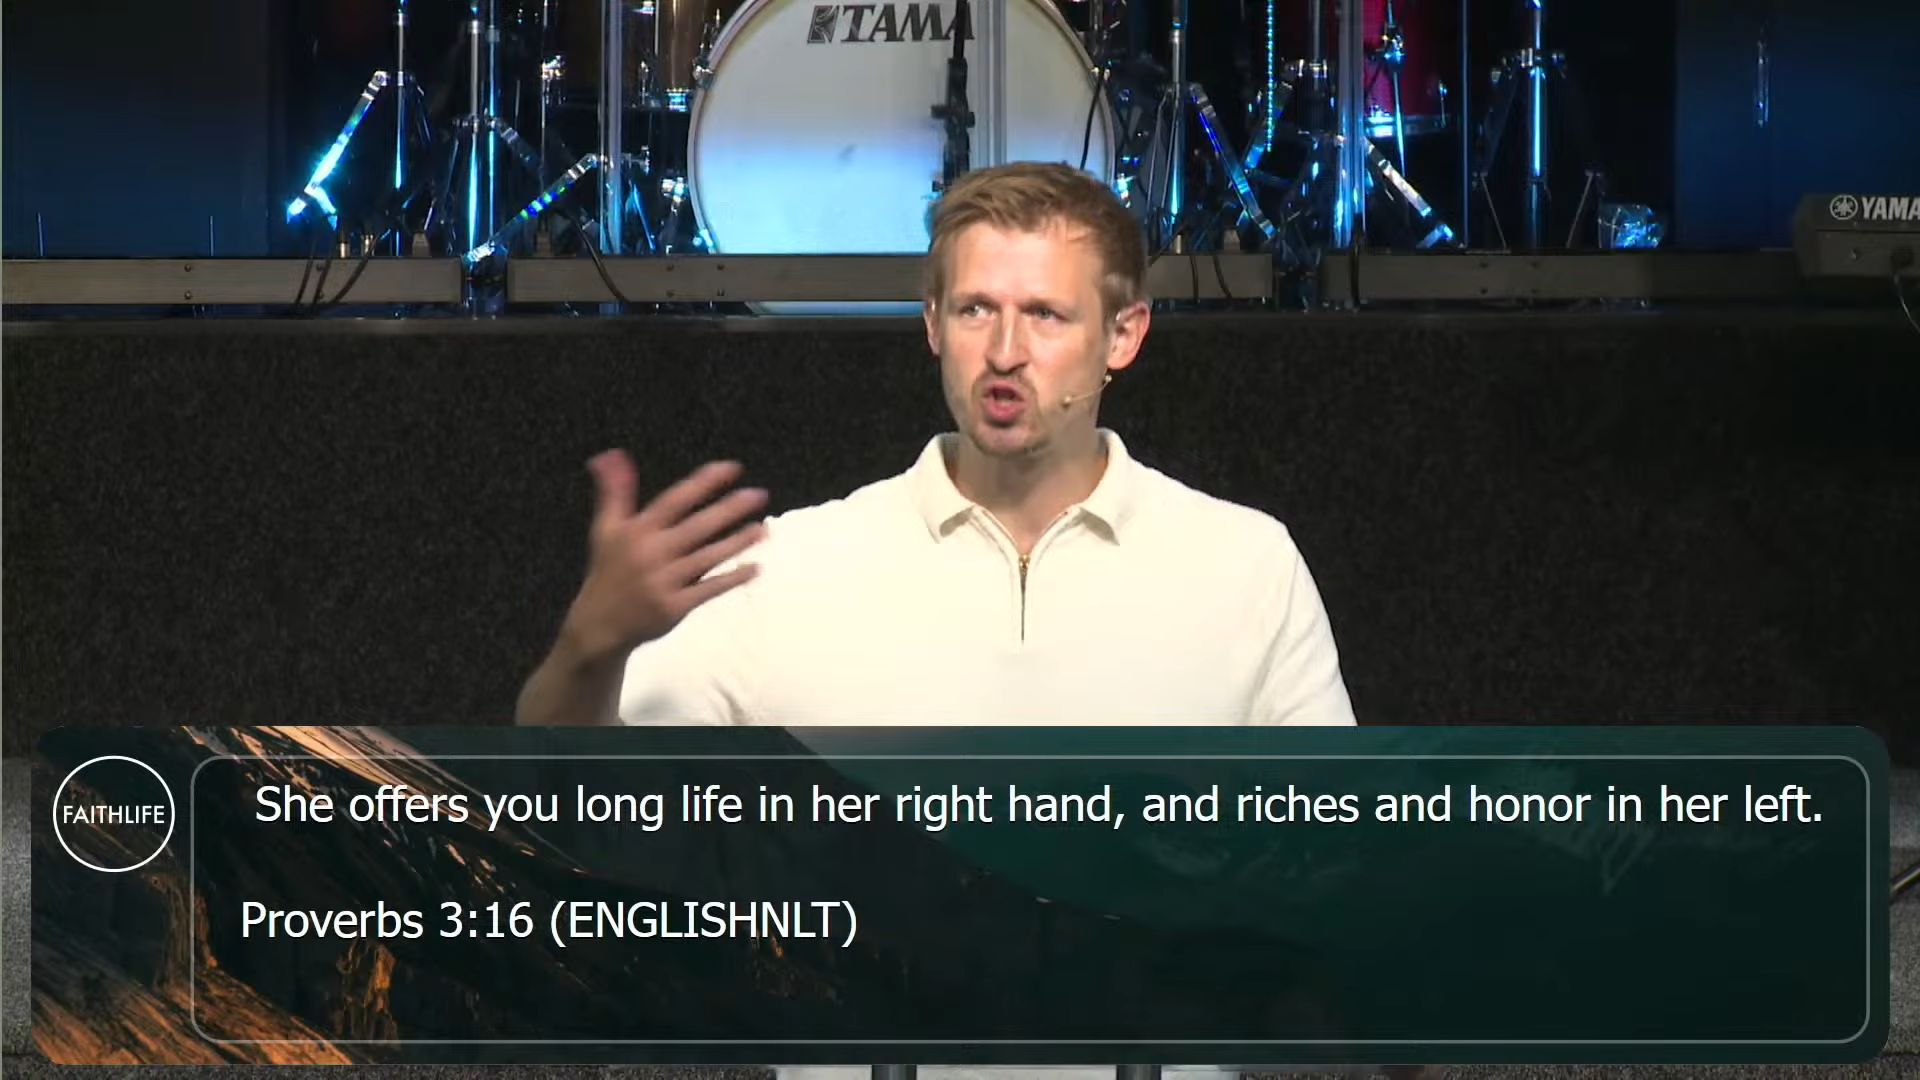 TAMA
YAMA
FAITHLIFE
She offers you long life in her right hand, and riches and honor in her left.
Proverbs 3:16 (ENGLISHNLT)